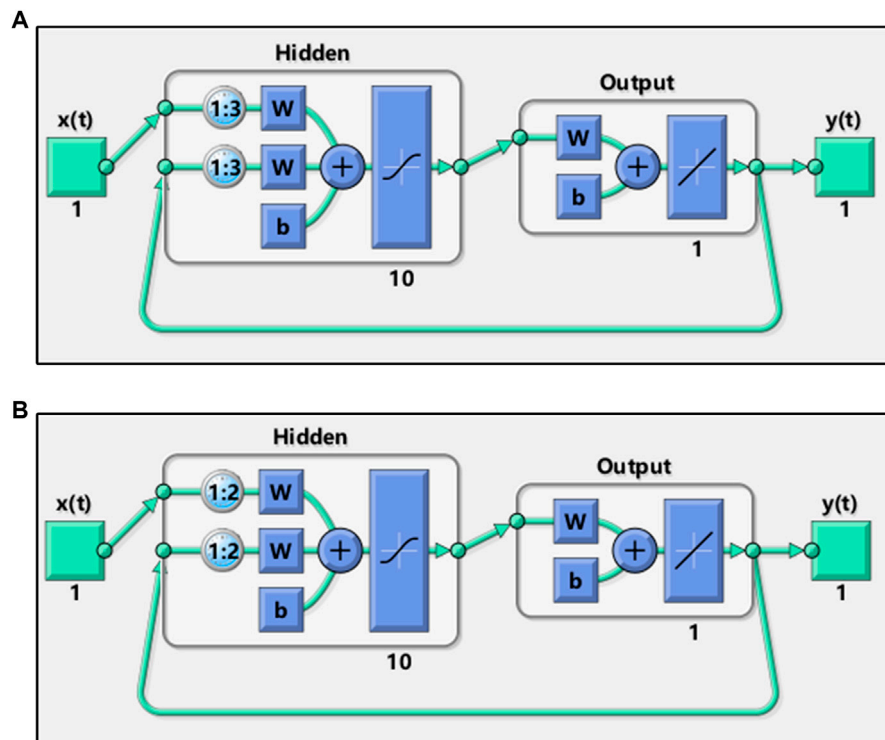 A
Hidden
Output
x(t)
1:3 W
y(t)
W
1:3 W
+
+
b
b
1
1
1
10
B
Hidden
Output
x(t)
1:2 W
y(t)
W
1:2 W
+
+
b
b
1
1
1
10